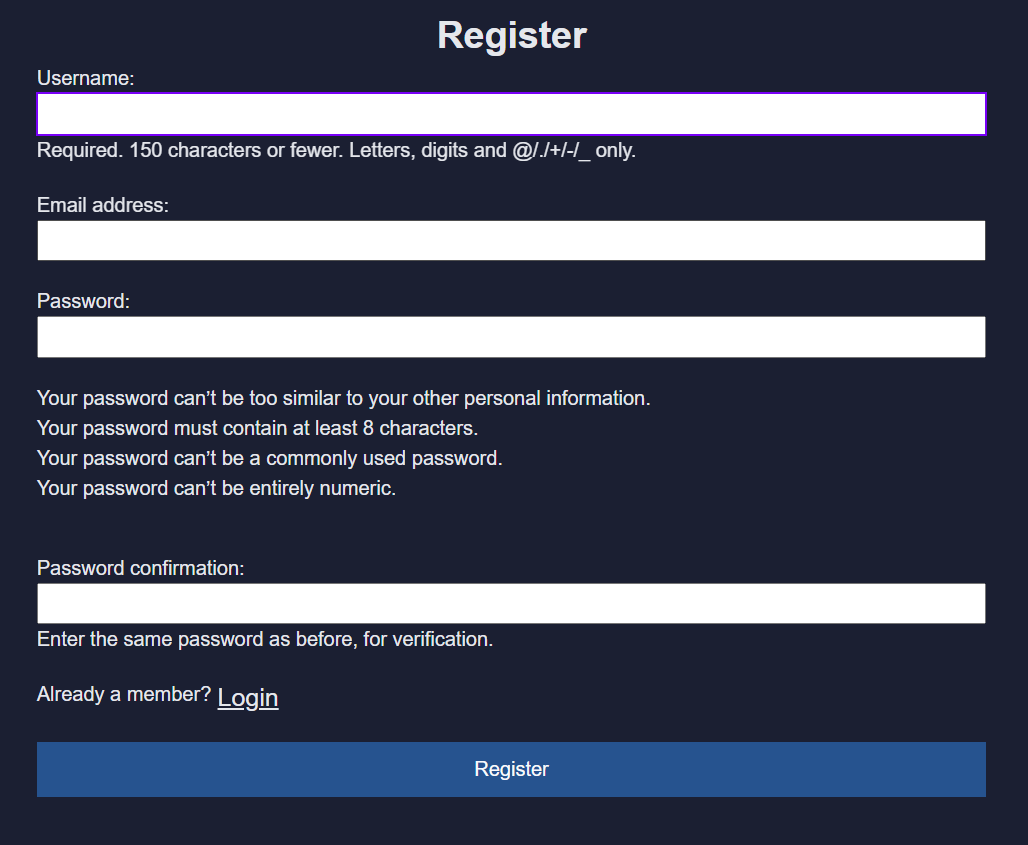 Register
Username:
Required. 150 characters or fewer. Letters, digits and @/./+/-/_ only.
Email address:
Password:
Your password can’t be too similar to your other personal information.
Your password must contain at least 8 characters.
Your password can’t be a commonly used password.
Your password can’t be entirely numeric.
Password confirmation:
Enter the same password as before, for verification.
Already a member? Login
Register